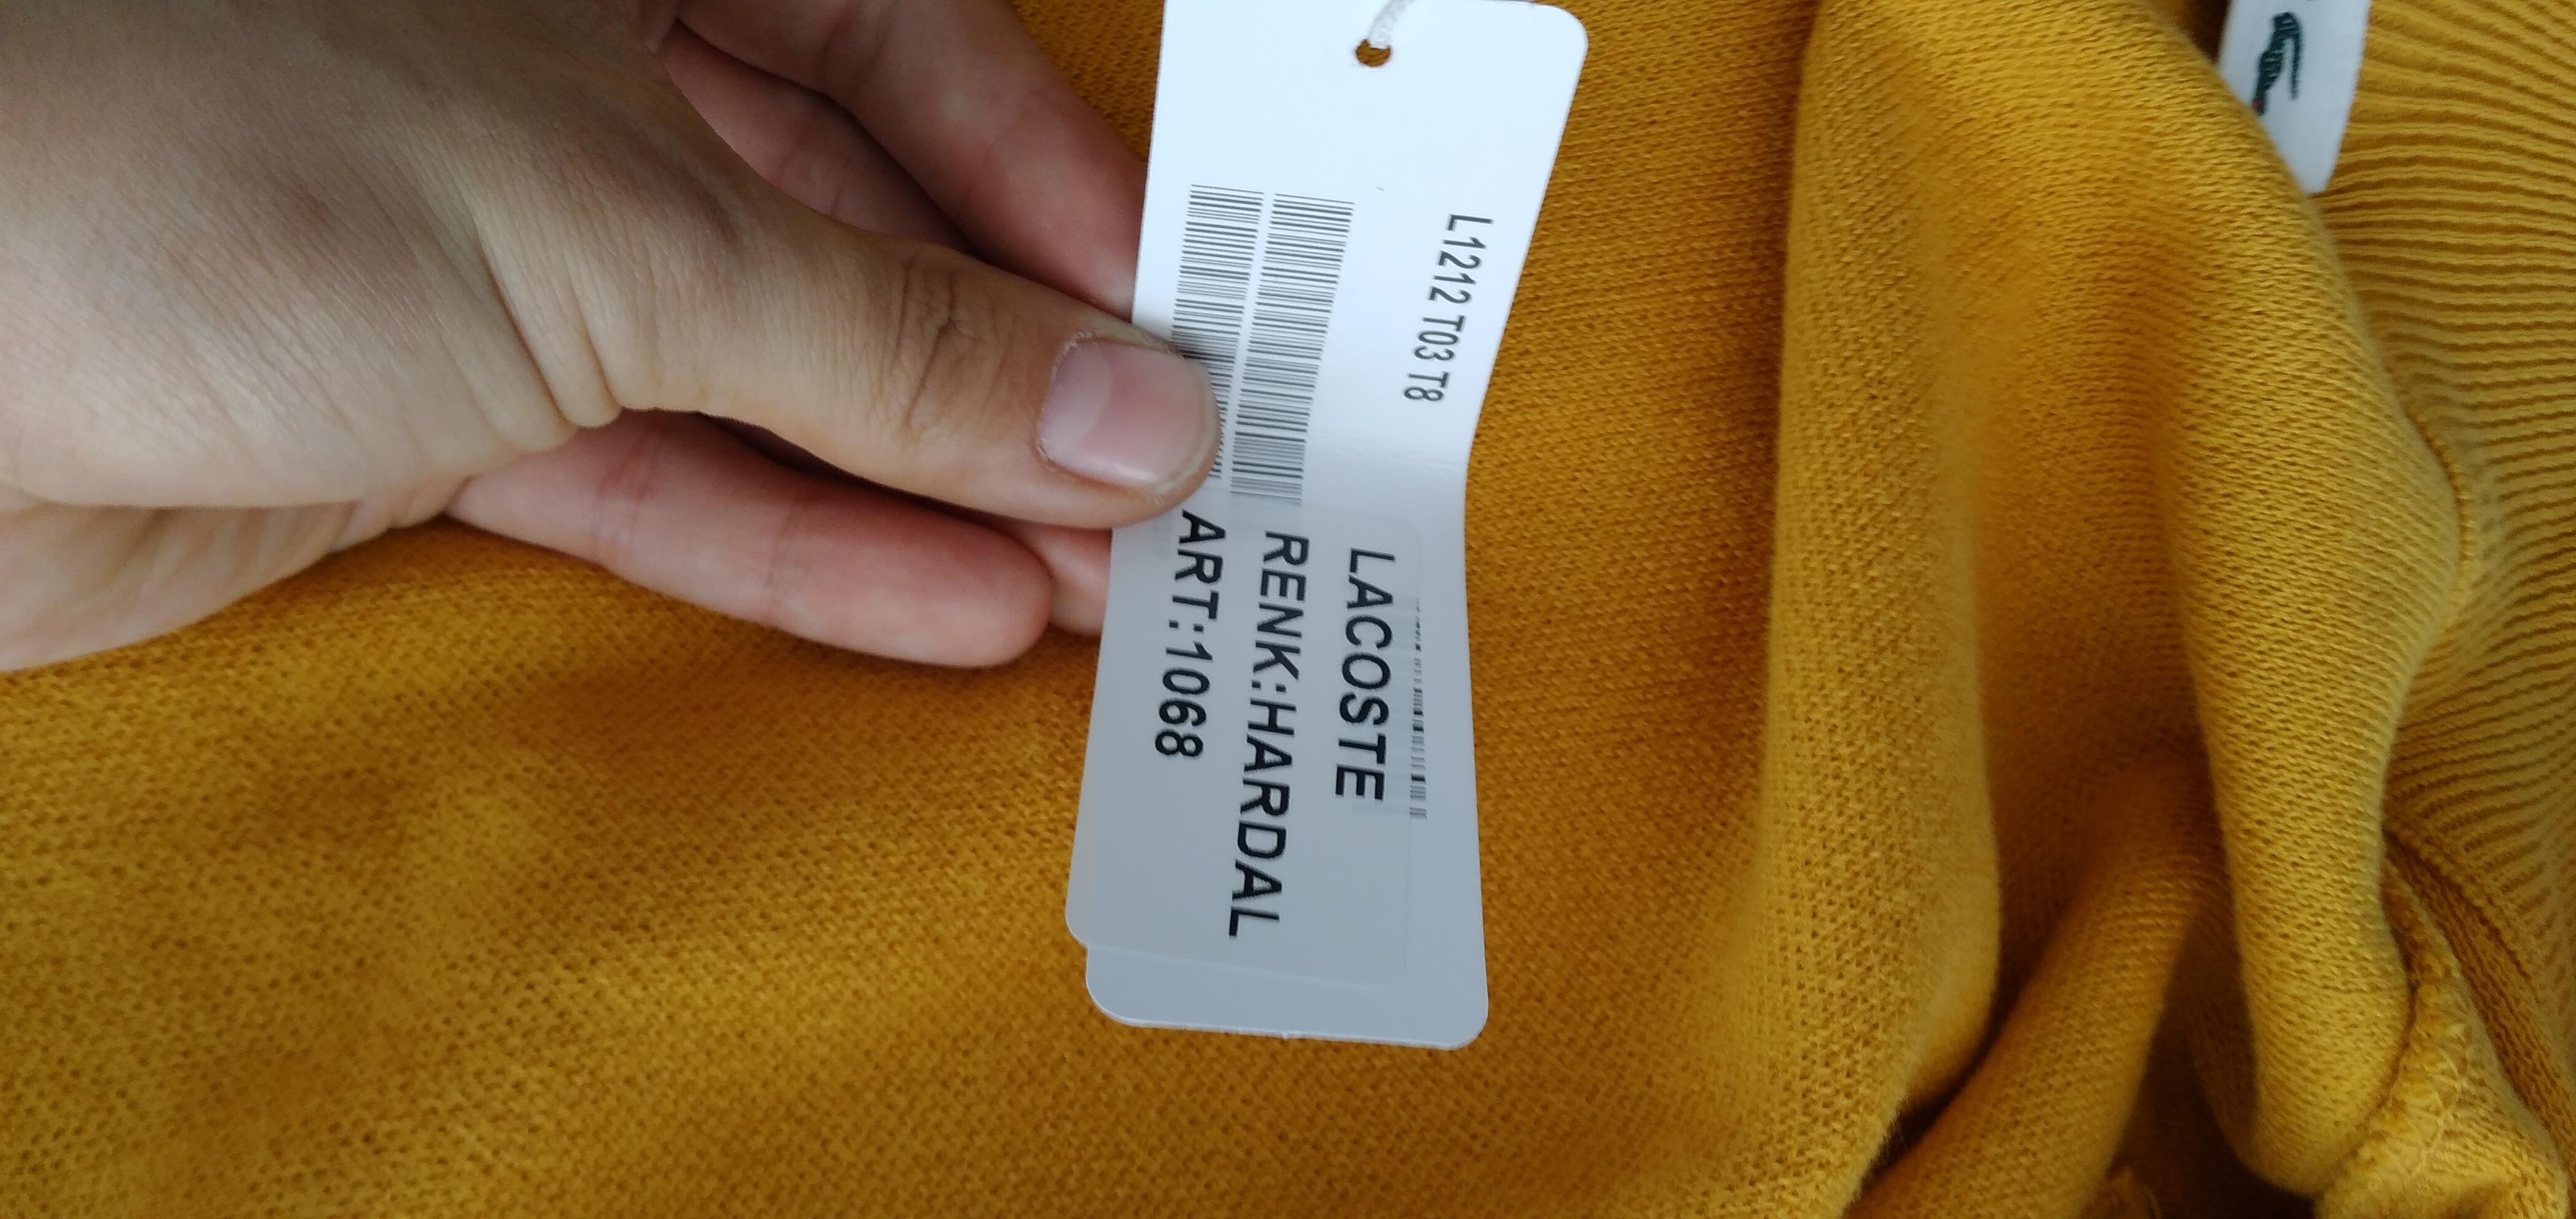 L1212 T03 T8
LACOSTE
RENK:HARDAL
ART:1068